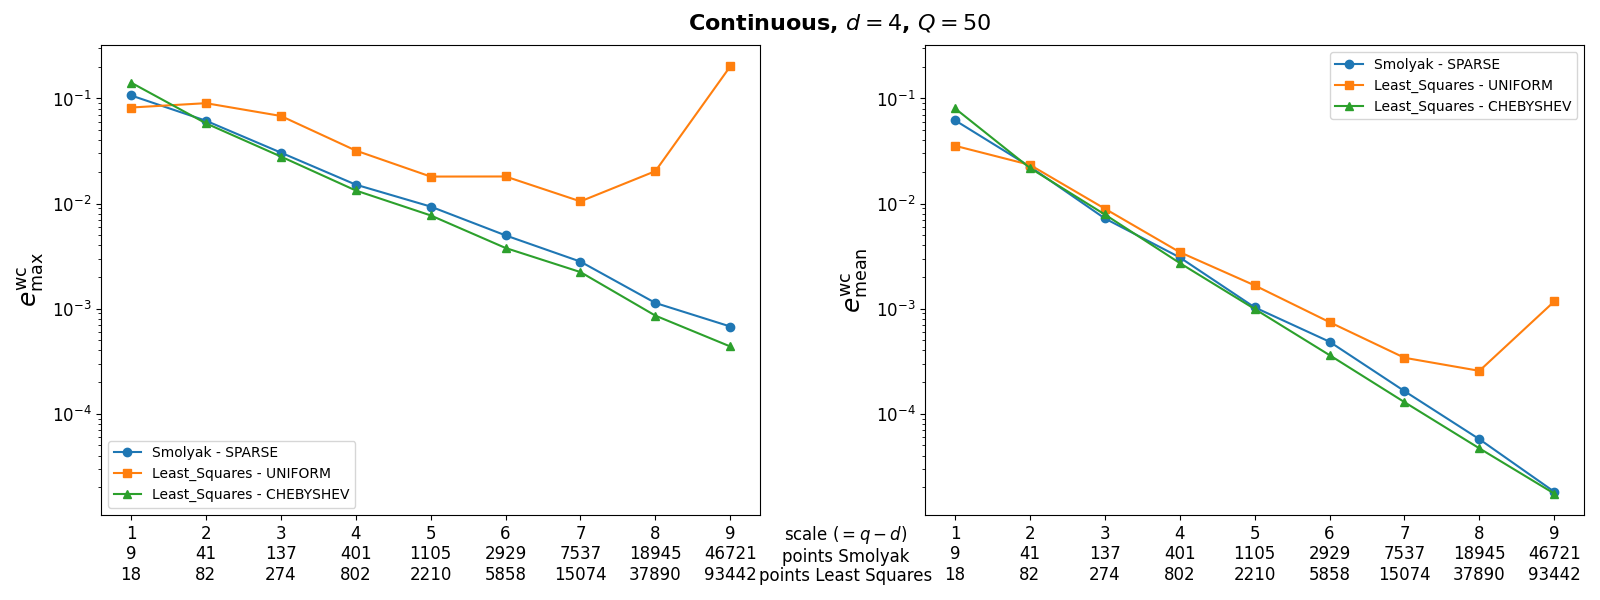 Continuous, d = 4, Q = 50
e^wc_max
10^-1
10^-2
10^-3
10^-4
Smolyak - SPARSE
Least_Squares - UNIFORM
Least_Squares - CHEBYSHEV
1 2 3 4 5 6 7 8 9
9 41 137 401 1105 2929 7537 18945 46721
18 82 274 802 2210 5858 15074 37890 93442
scale (= q − d)
points Smolyak
points Least Squares
e^wc_mean
10^-1
10^-2
10^-3
10^-4
Smolyak - SPARSE
Least_Squares - UNIFORM
Least_Squares - CHEBYSHEV
1 2 3 4 5 6 7 8 9
9 41 137 401 1105 2929 7537 18945 46721
18 82 274 802 2210 5858 15074 37890 93442